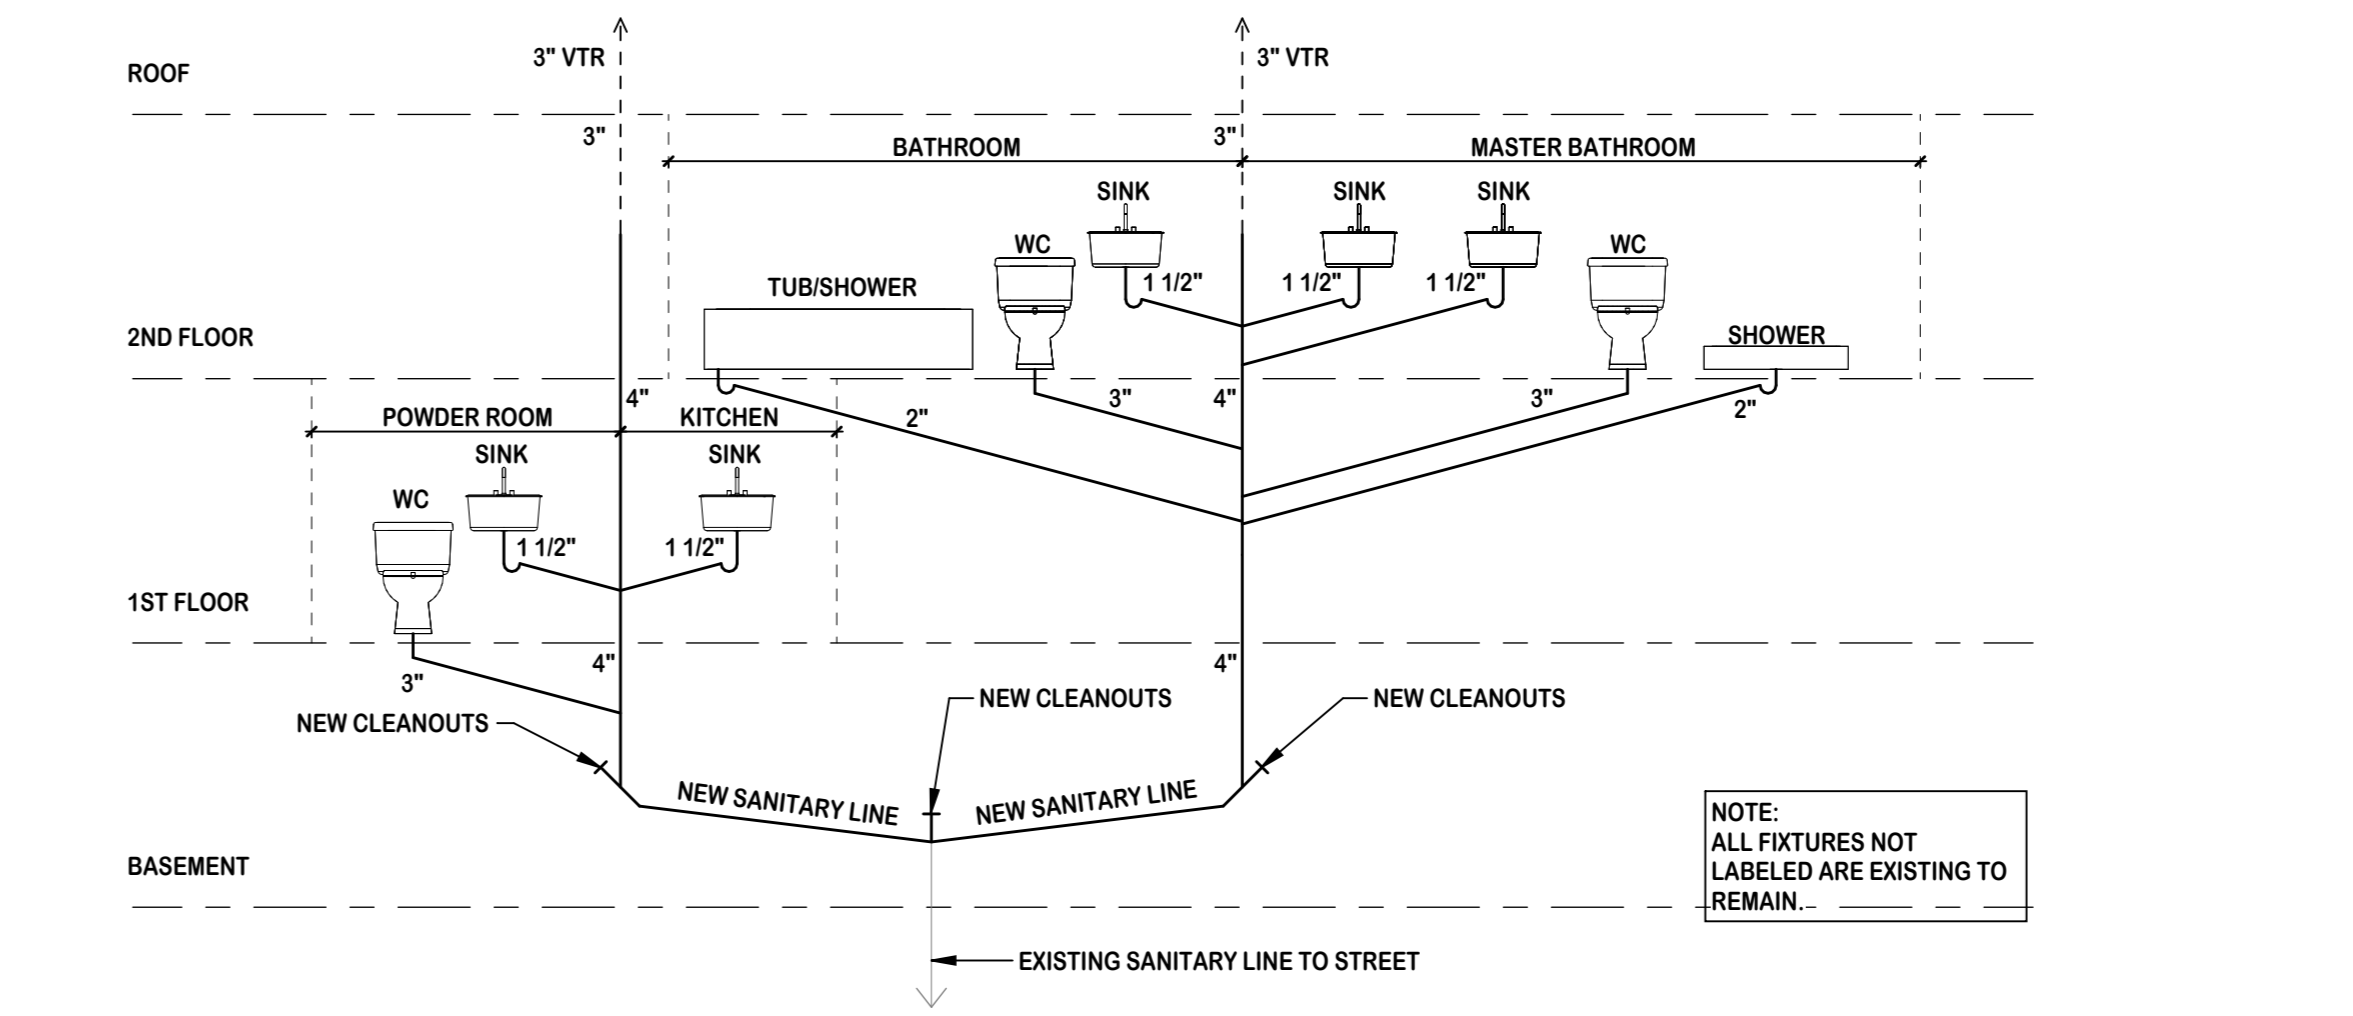 3" VTR
3" VTR
ROOF
3"
3"
BATHROOM
MASTER BATHROOM
SINK
SINK
SINK
WC
WC
1 1/2"
1 1/2"
1 1/2"
TUB/SHOWER
SHOWER
2ND FLOOR
4"
3"
4"
3"
2"
2"
POWDER ROOM
KITCHEN
SINK
SINK
WC
1 1/2"
1 1/2"
1ST FLOOR
4"
4"
3"
NEW CLEANOUTS
NEW CLEANOUTS
NEW CLEANOUTS
NEW SANITARY LINE
NEW SANITARY LINE
NOTE:
ALL FIXTURES NOT
LABELED ARE EXISTING TO
REMAIN.
BASEMENT
EXISTING SANITARY LINE TO STREET